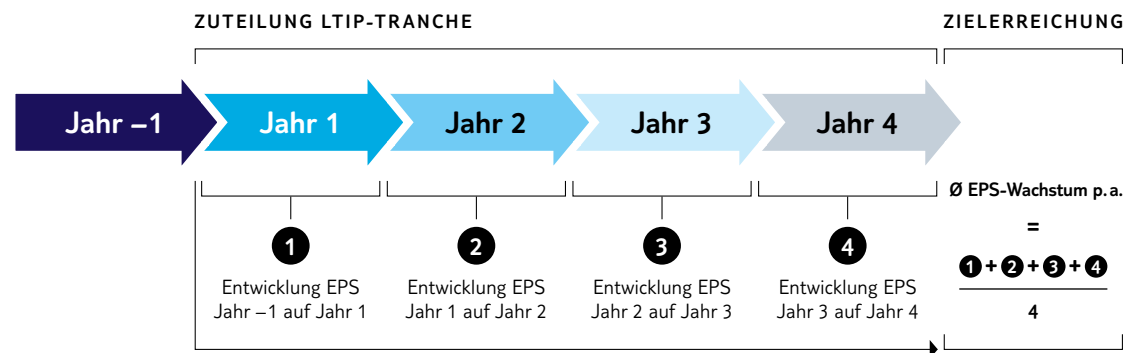 ZUTEILUNG LTIP-TRANCHE
ZIELERREICHUNG
Jahr –1
Jahr 1
Jahr 2
Jahr 3
Jahr 4
1
Entwicklung EPS
Jahr –1 auf Jahr 1
2
Entwicklung EPS
Jahr 1 auf Jahr 2
3
Entwicklung EPS
Jahr 2 auf Jahr 3
4
Entwicklung EPS
Jahr 3 auf Jahr 4
Ø EPS-Wachstum p. a.
=
1 + 2 + 3 + 4
4